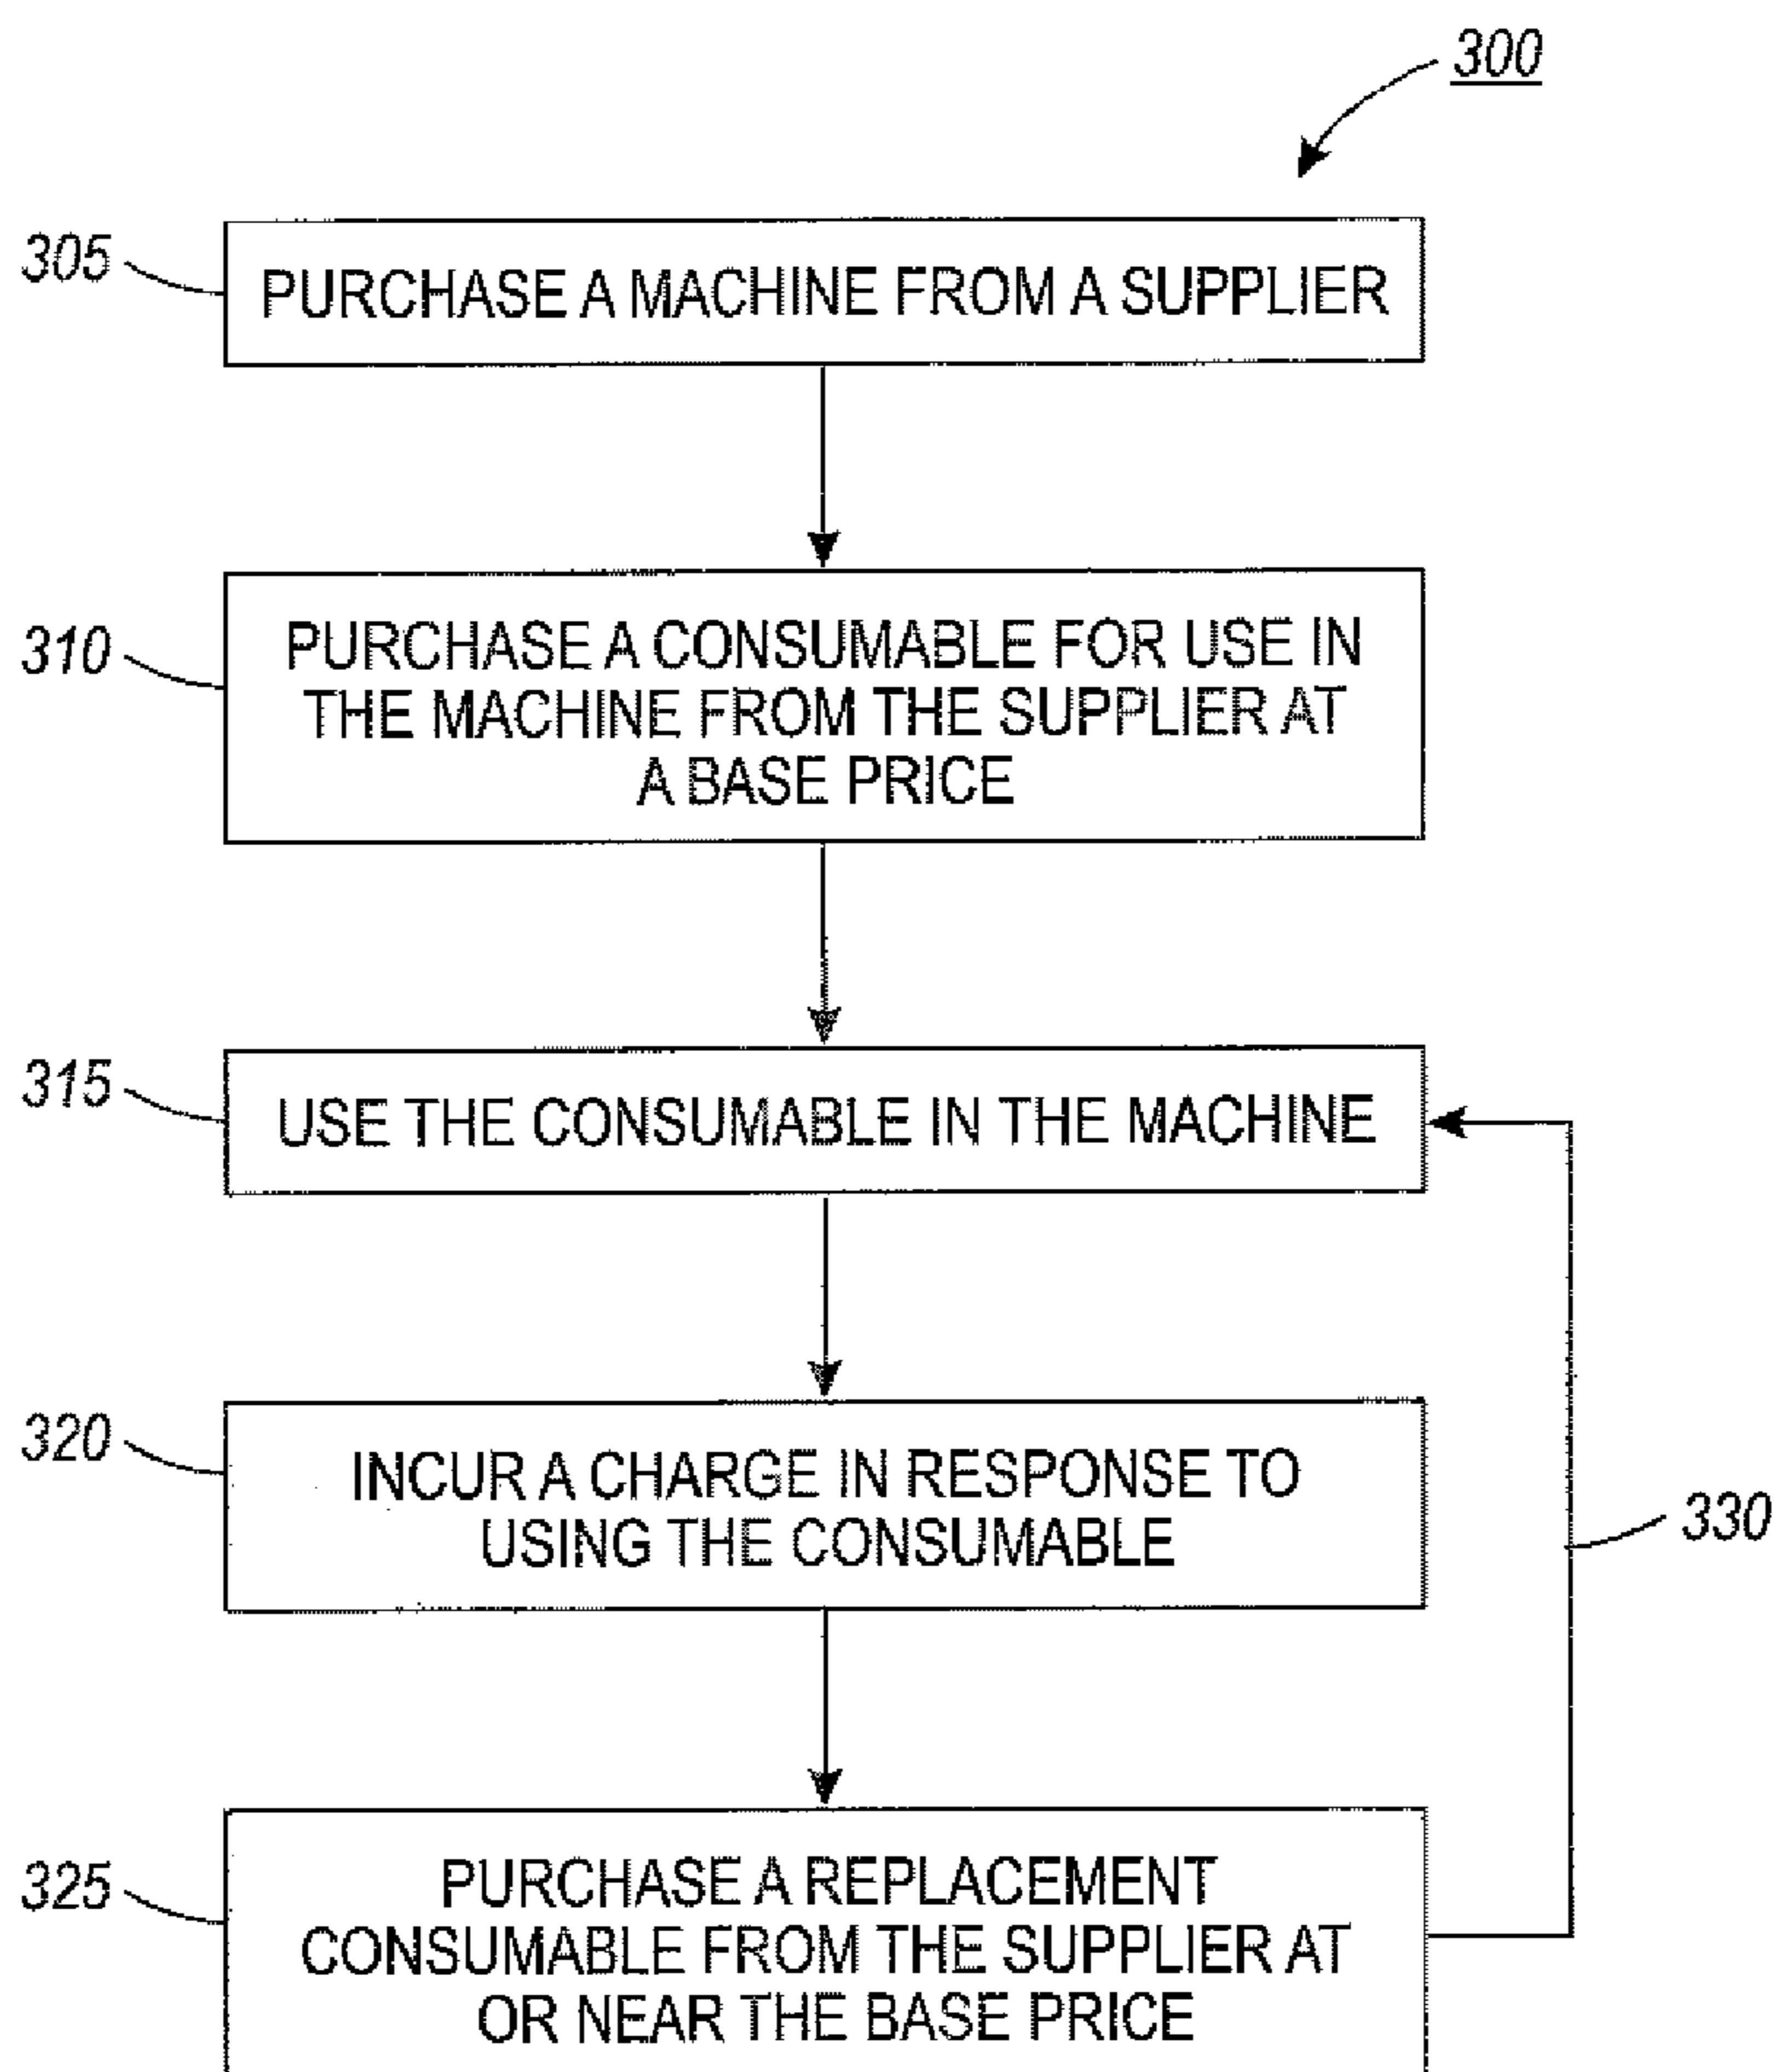 300
305
PURCHASE A MACHINE FROM A SUPPLIER
310
PURCHASE A CONSUMABLE FOR USE IN
THE MACHINE FROM THE SUPPLIER AT
A BASE PRICE
315
USE THE CONSUMABLE IN THE MACHINE
320
INCUR A CHARGE IN RESPONSE TO
USING THE CONSUMABLE
330
325
PURCHASE A REPLACEMENT
CONSUMABLE FROM THE SUPPLIER AT
OR NEAR THE BASE PRICE